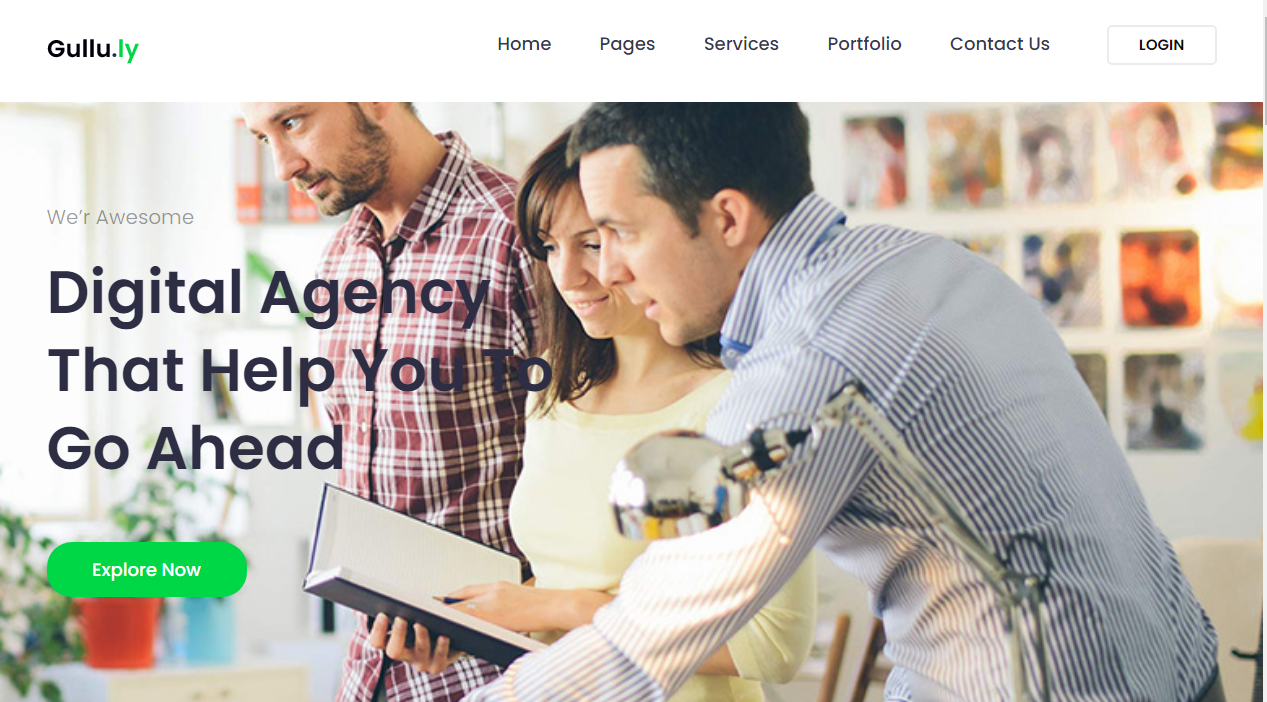 Gullu.ly
Home Pages Services Portfolio Contact Us LOGIN
We’r Awesome
Digital Agency
That Help You To
Go Ahead
Explore Now